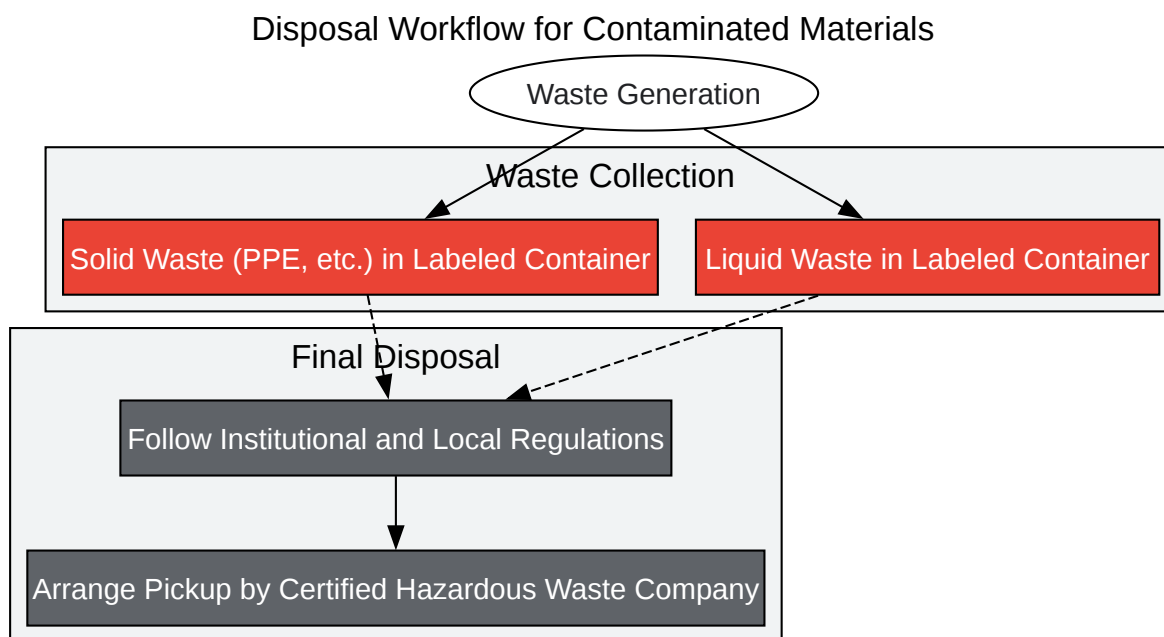 Disposal Workflow for Contaminated Materials
Waste Generation
Waste Collection
Solid Waste (PPE, etc.) in Labeled Container
Liquid Waste in Labeled Container
Final Disposal
Follow Institutional and Local Regulations
Arrange Pickup by Certified Hazardous Waste Company